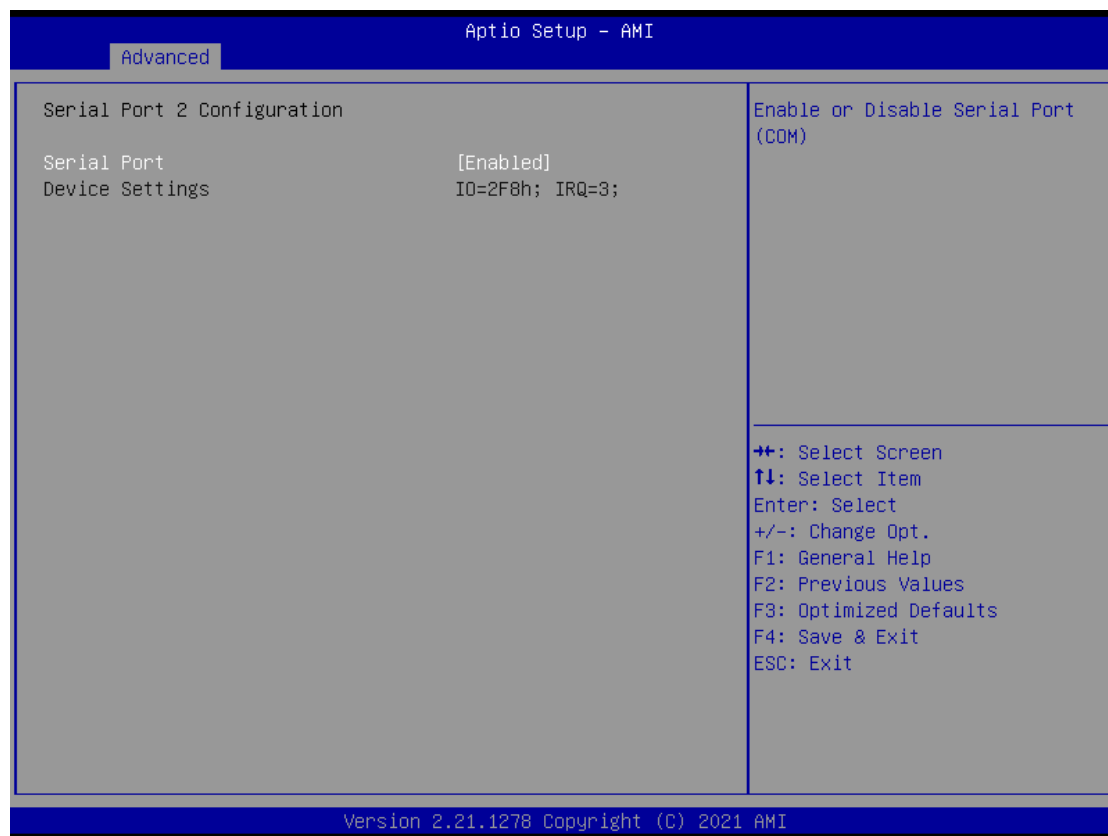 Aptio Setup – AMI
Advanced
Serial Port 2 Configuration
Serial Port [Enabled]
Device Settings IO=2F8h; IRQ=3;
Enable or Disable Serial Port
(COM)
→←: Select Screen
↑↓: Select Item
Enter: Select
+/-: Change Opt.
F1: General Help
F2: Previous Values
F3: Optimized Defaults
F4: Save & Exit
ESC: Exit
Version 2.21.1278 Copyright (C) 2021 AMI